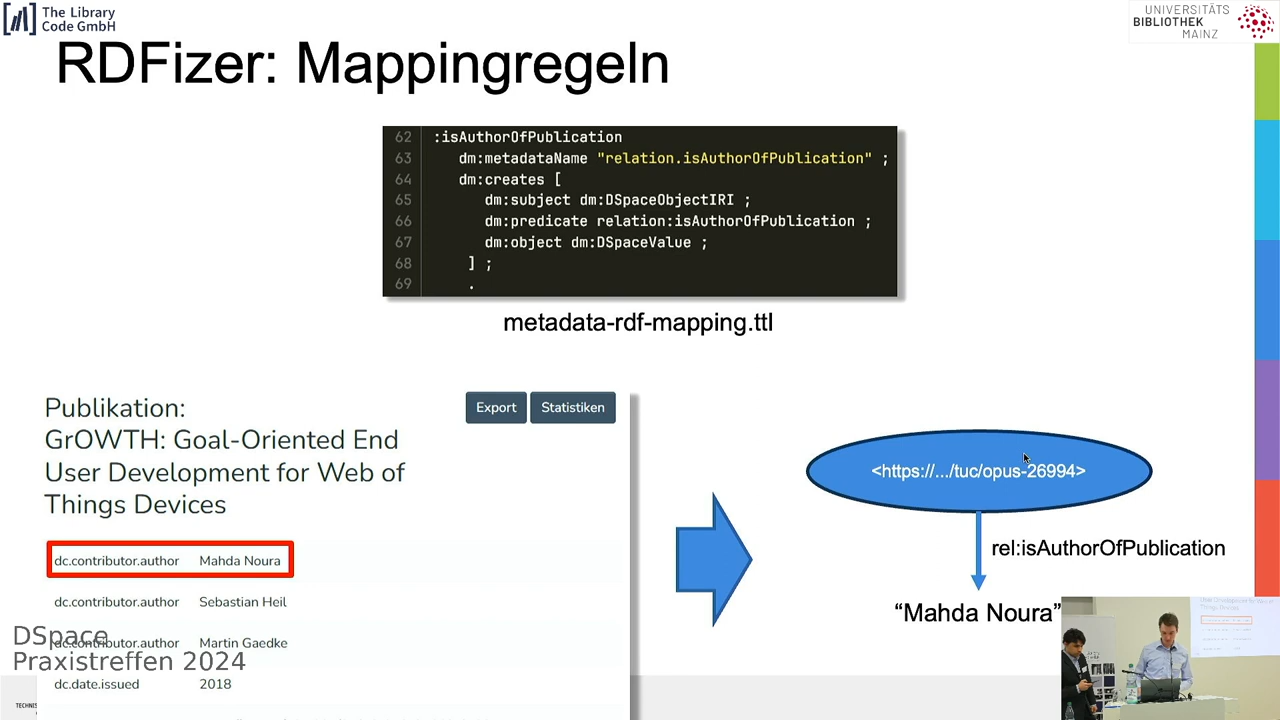 The Library
Code GmbH
UNIVERSITÄTS
BIBLIOTHEK
MAINZ
RDFizer: Mappingregeln
62 :isAuthorOfPublication
63 dm:metadataName "relation.isAuthorOfPublication" ;
64 dm:creates [
65 dm:subject dm:DSpaceObjectIRI ;
66 dm:predicate relation:isAuthorOfPublication ;
67 dm:object dm:DSpaceValue ;
68 ] ;
69 .
metadata-rdf-mapping.ttl
Publikation:
GrOWTH: Goal-Oriented End
User Development for Web of
Things Devices
Export Statistiken
dc.contributor.author Mahda Noura
dc.contributor.author Sebastian Heil
dc.contributor.author Martin Gaedke
dc.date.issued 2018
<https://.../tuc/opus-26994>
rel:isAuthorOfPublication
“Mahda Noura”
DSpace
Praxistreffen 2024
TECHNIS
Things Devices